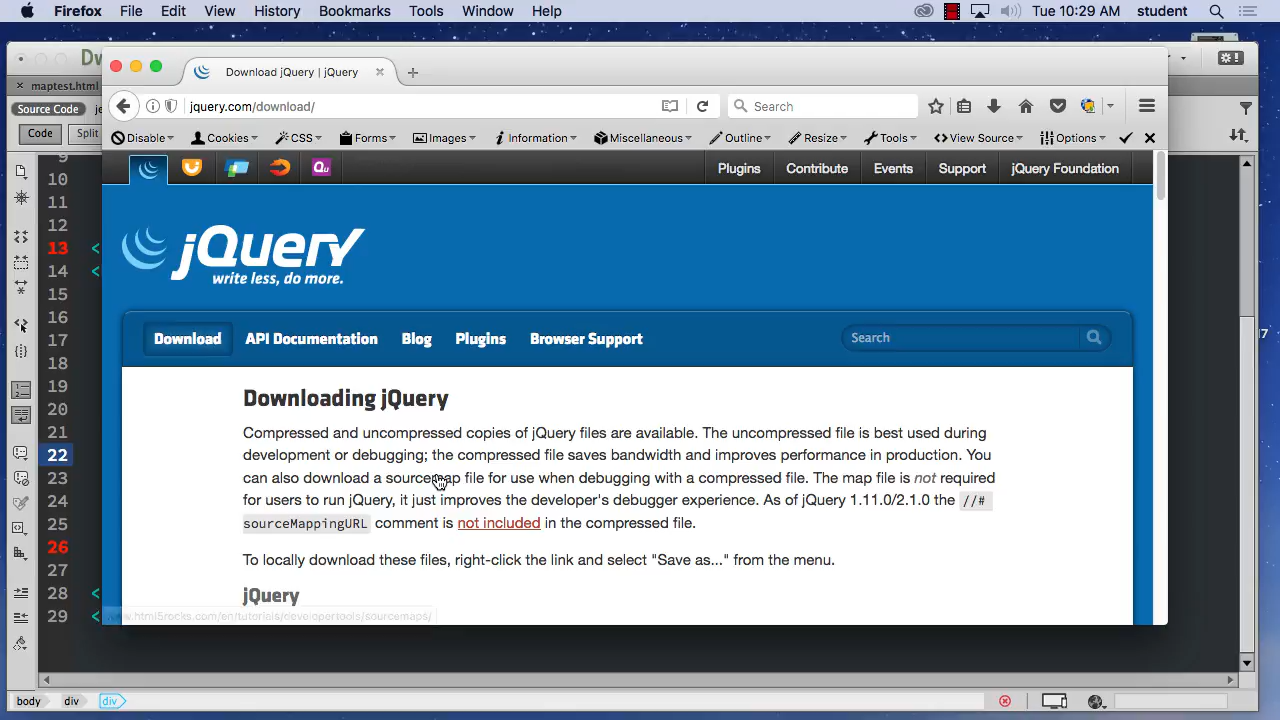 Firefox File Edit View History Bookmarks Tools Window Help Tue 10:29 AM student
Dw
Download jQuery | jQuery
maptest.html
jquery.com/download/ Search
Source Code
Code Split
Disable Cookies CSS Forms Images Information Miscellaneous Outline Resize Tools View Source Options
Qu Plugins Contribute Events Support jQuery Foundation
jQuery
write less, do more.
Download API Documentation Blog Plugins Browser Support Search
Downloading jQuery
Compressed and uncompressed copies of jQuery files are available. The uncompressed file is best used during
development or debugging; the compressed file saves bandwidth and improves performance in production. You
can also download a sourcemap file for use when debugging with a compressed file. The map file is not required
for users to run jQuery, it just improves the developer's debugger experience. As of jQuery 1.11.0/2.1.0 the //#
sourceMappingURL comment is not included in the compressed file.
To locally download these files, right-click the link and select "Save as..." from the menu.
jQuery
9
10
11
12
13 <
14 <
15
16
17
18
19
20
21
22
23
24
25
26
27
28 <
29 <
body div div